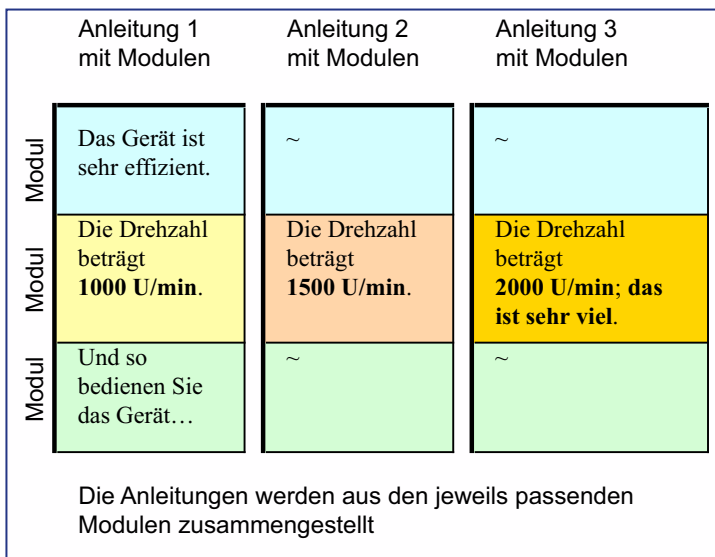 Anleitung 1
mit Modulen
Anleitung 2
mit Modulen
Anleitung 3
mit Modulen
Modul
Das Gerät ist
sehr effizient.
~
~
Modul
Die Drehzahl
beträgt
1000 U/min.
Die Drehzahl
beträgt
1500 U/min.
Die Drehzahl
beträgt
2000 U/min; das
ist sehr viel.
Modul
Und so
bedienen Sie
das Gerät…
~
~
Die Anleitungen werden aus den jeweils passenden
Modulen zusammengestellt